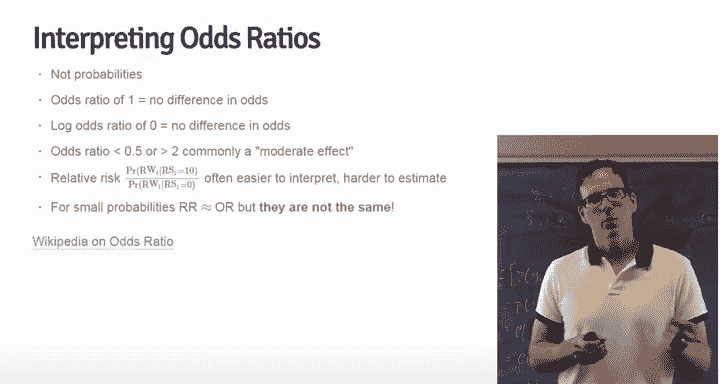 Interpreting Odds Ratios
· Not probabilities
· Odds ratio of 1 = no difference in odds
· Log odds ratio of 0 = no difference in odds
· Odds ratio < 0.5 or > 2 commonly a "moderate effect"
· Relative risk Pr(RWᵢ|RSᵢ=10) / Pr(RWᵢ|RSᵢ=0) often easier to interpret, harder to estimate
· For small probabilities RR ≈ OR but they are not the same!
Wikipedia on Odds Ratio